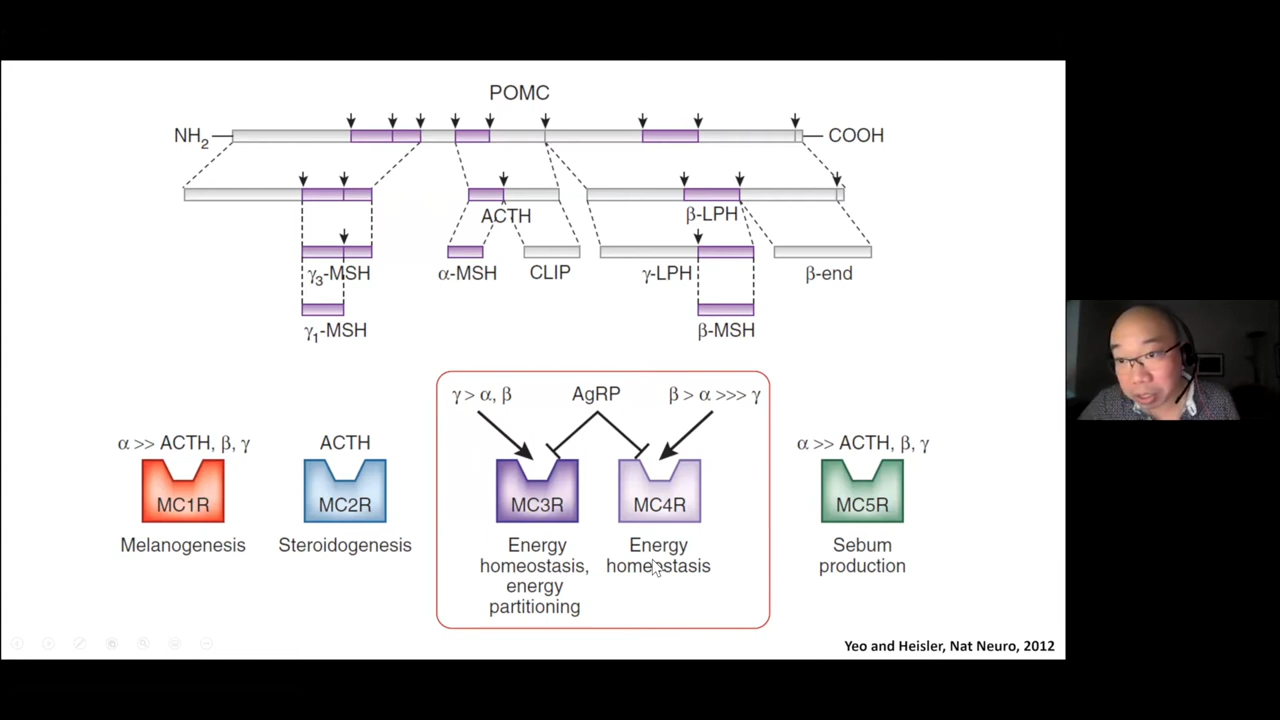 POMC
NH2
COOH
ACTH
β-LPH
γ3-MSH
α-MSH
CLIP
γ-LPH
β-end
γ1-MSH
β-MSH
γ > α, β
AgRP
β > α >>> γ
α >> ACTH, β, γ
ACTH
α >> ACTH, β, γ
MC1R
MC2R
MC3R
MC4R
MC5R
Melanogenesis
Steroidogenesis
Energy
homeostasis,
energy
partitioning
Energy
homeostasis
Sebum
production
Yeo and Heisler, Nat Neuro, 2012